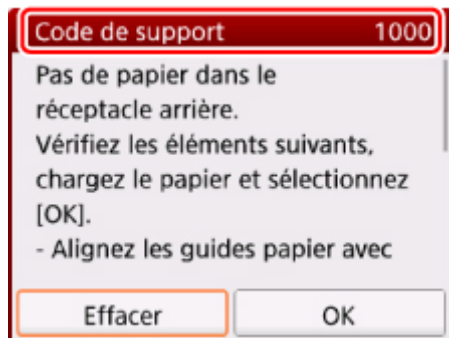 Code de support 1000
Pas de papier dans le
réceptacle arrière.
Vérifiez les éléments suivants,
chargez le papier et sélectionnez
[OK].
- Alignez les guides papier avec
Effacer OK